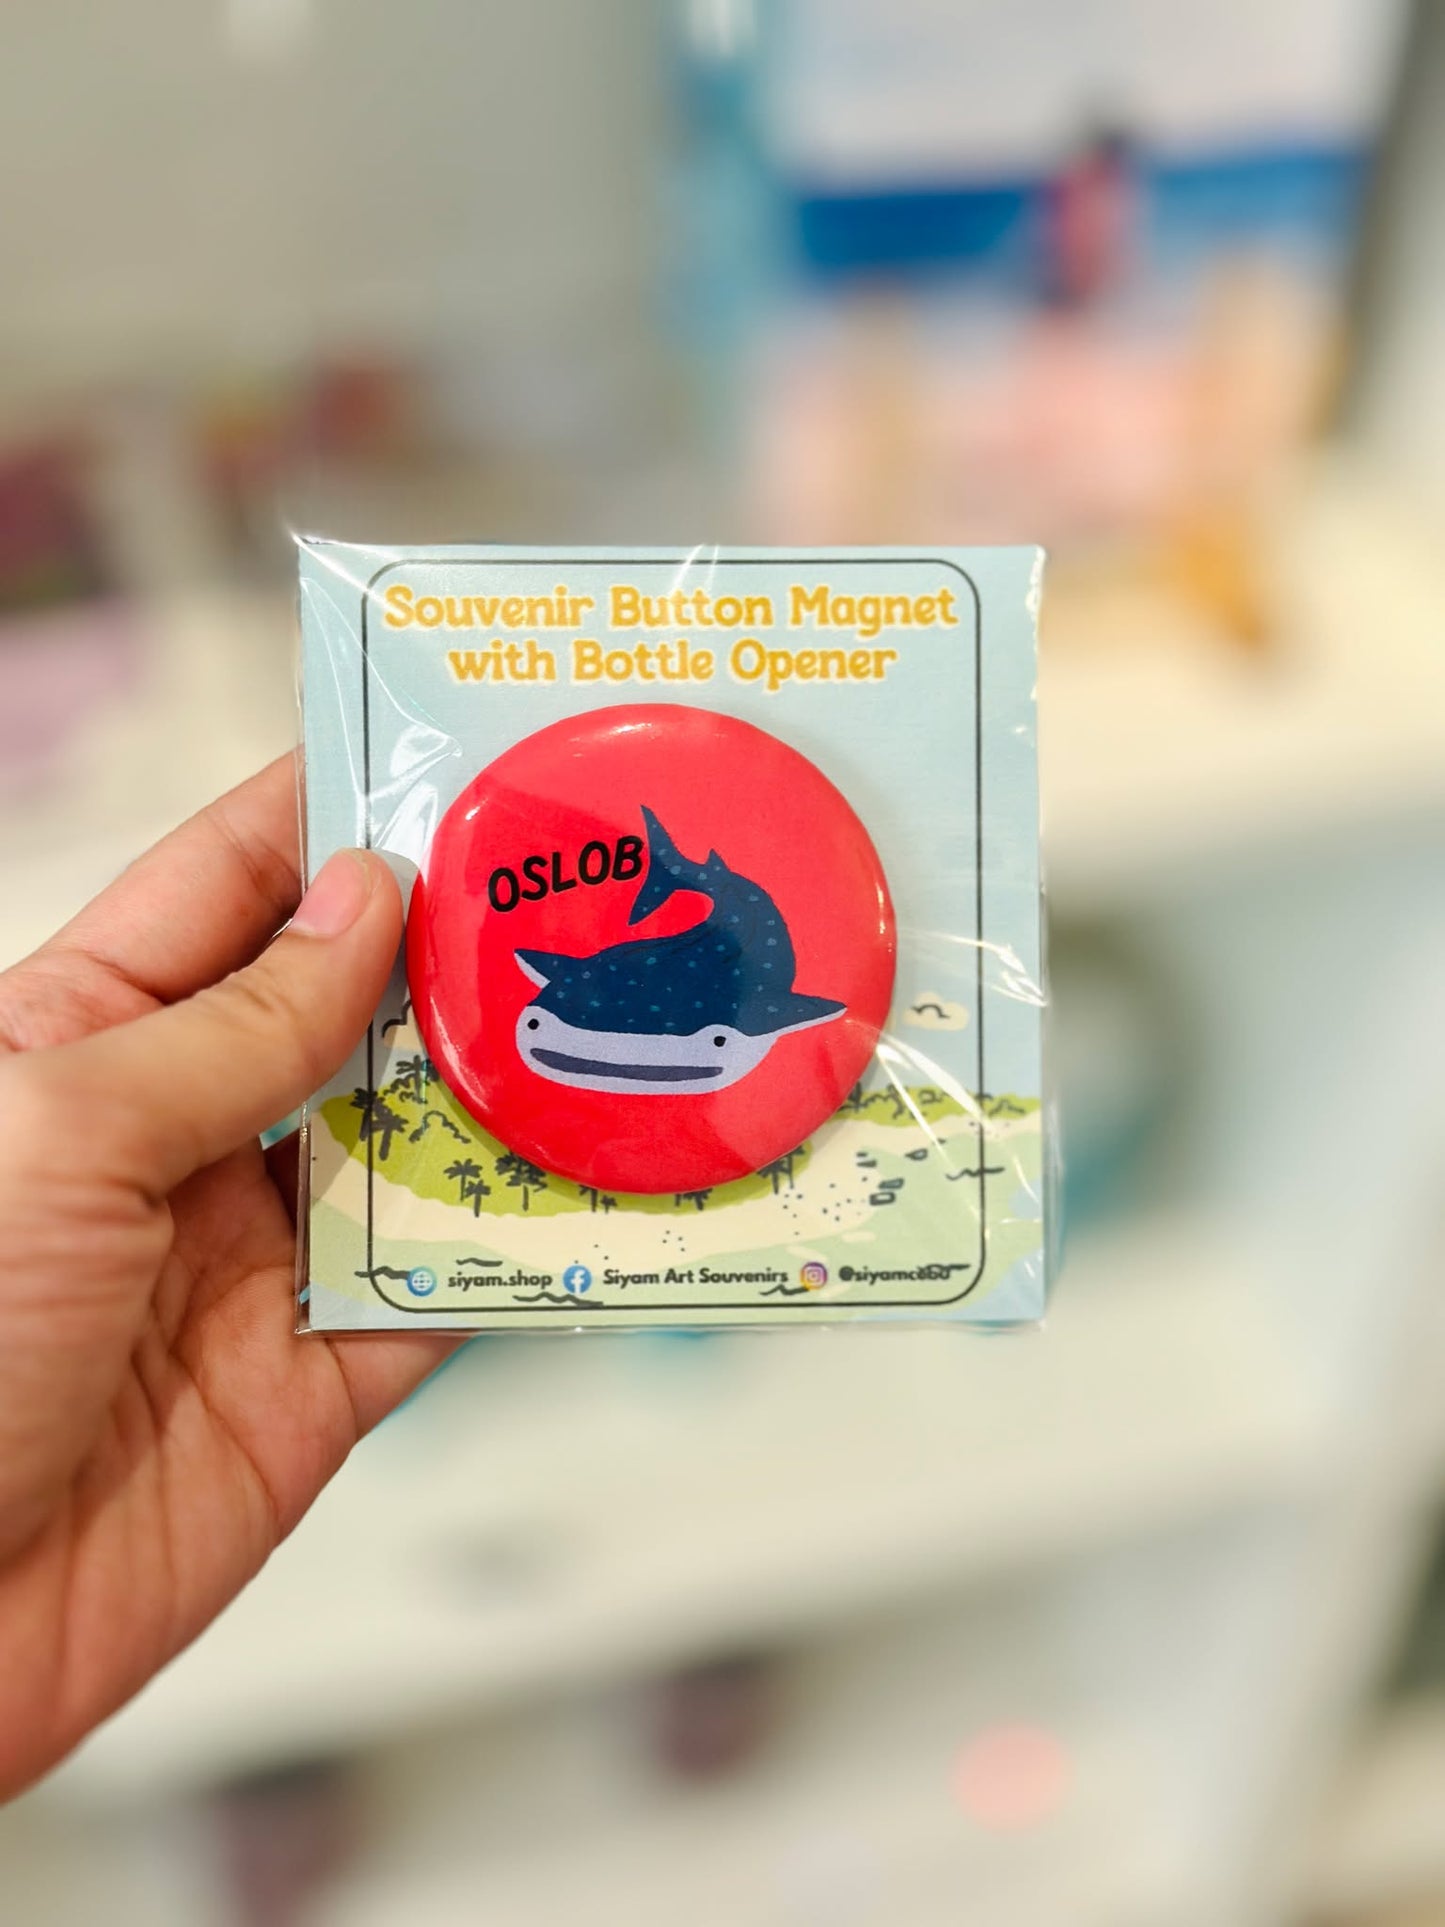 Souvenir Button Magnet
with Bottle Opener
OSLOB
siyam.shop Siyam Art Souvenirs @siyamcebu